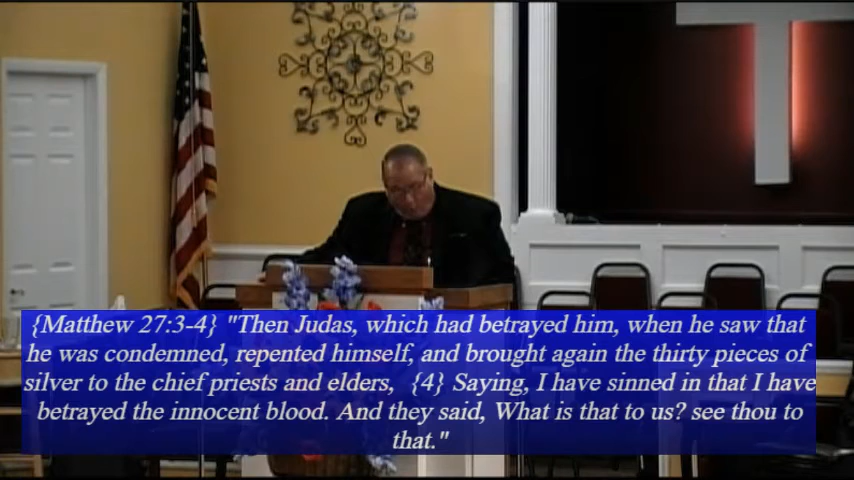 {Matthew 27:3-4} "Then Judas, which had betrayed him, when he saw that
he was condemned, repented himself, and brought again the thirty pieces of
silver to the chief priests and elders, {4} Saying, I have sinned in that I have
betrayed the innocent blood. And they said, What is that to us? see thou to
that."